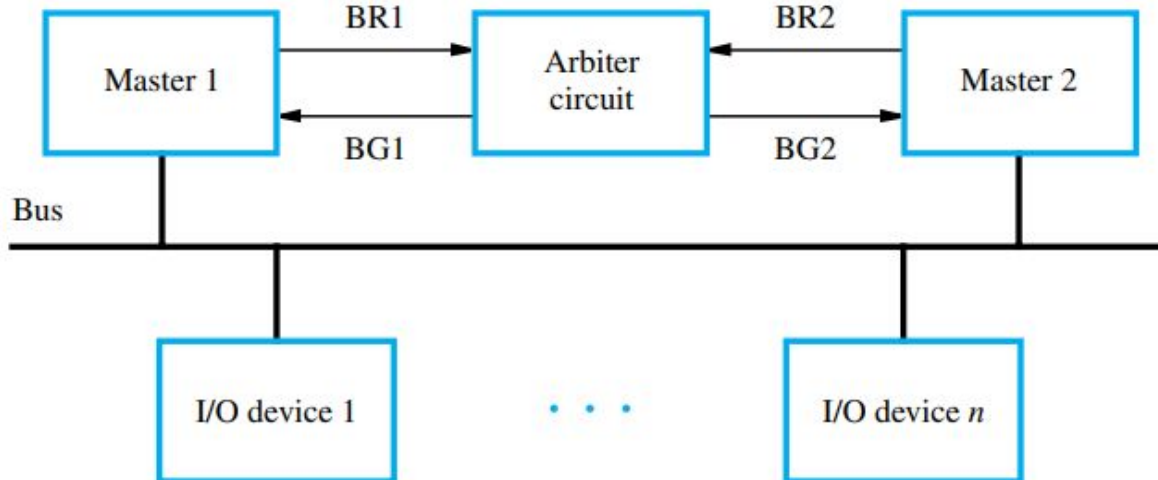 BR1
BR2
Master 1
Arbiter
circuit
Master 2
BG1
BG2
Bus
I/O device 1
. . .
I/O device n